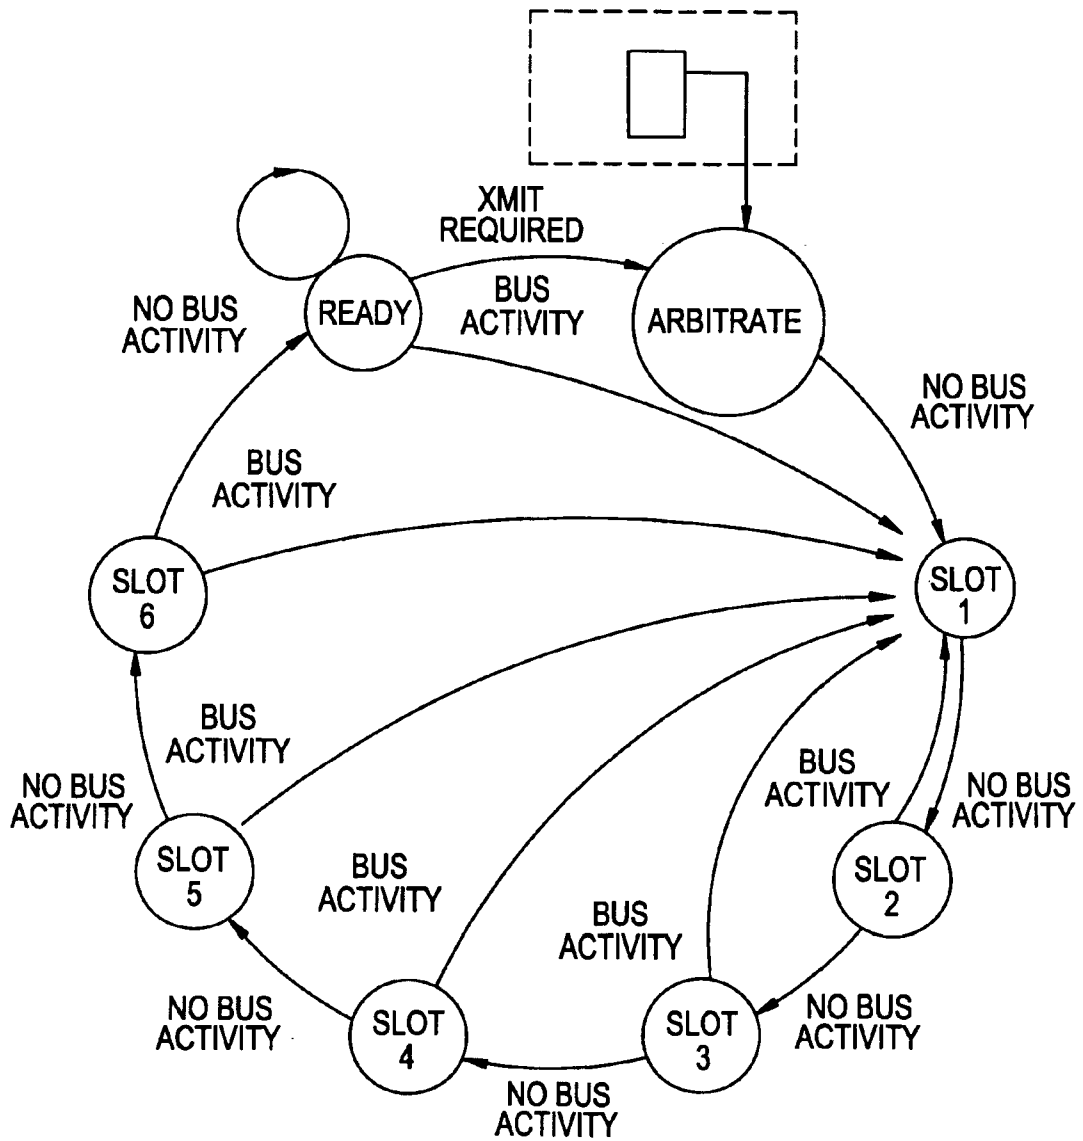 XMIT
REQUIRED
NO BUS
ACTIVITY
READY
BUS
ACTIVITY
ARBITRATE
NO BUS
ACTIVITY
BUS
ACTIVITY
SLOT
6
SLOT
1
BUS
ACTIVITY
NO BUS
ACTIVITY
BUS
ACTIVITY
NO BUS
ACTIVITY
SLOT
5
BUS
ACTIVITY
SLOT
2
BUS
ACTIVITY
NO BUS
ACTIVITY
SLOT
4
SLOT
3
NO BUS
ACTIVITY
NO BUS
ACTIVITY